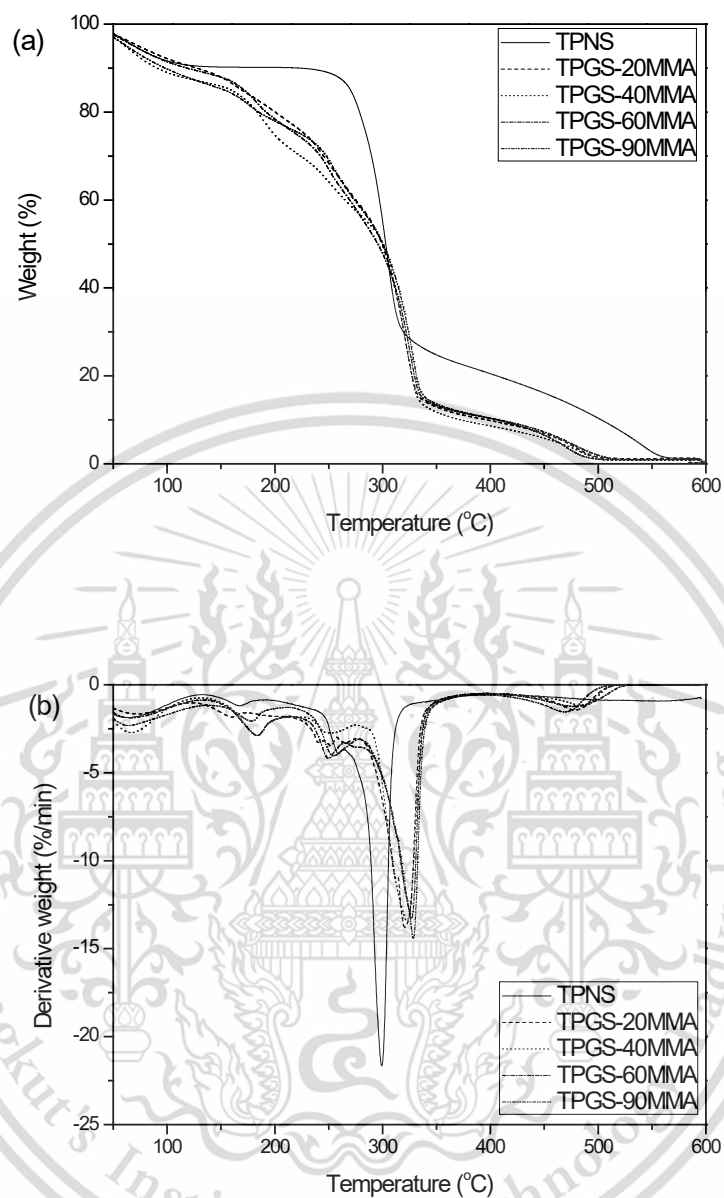 (a)
100
80
60
40
20
0
Weight (%)
TPNS
TPGS-20MMA
TPGS-40MMA
TPGS-60MMA
TPGS-90MMA
100 200 300 400 500 600
Temperature (°C)
(b)
0
-5
-10
-15
-20
-25
Derivative weight (%/min)
TPNS
TPGS-20MMA
TPGS-40MMA
TPGS-60MMA
TPGS-90MMA
100 200 300 400 500 600
Temperature (°C)